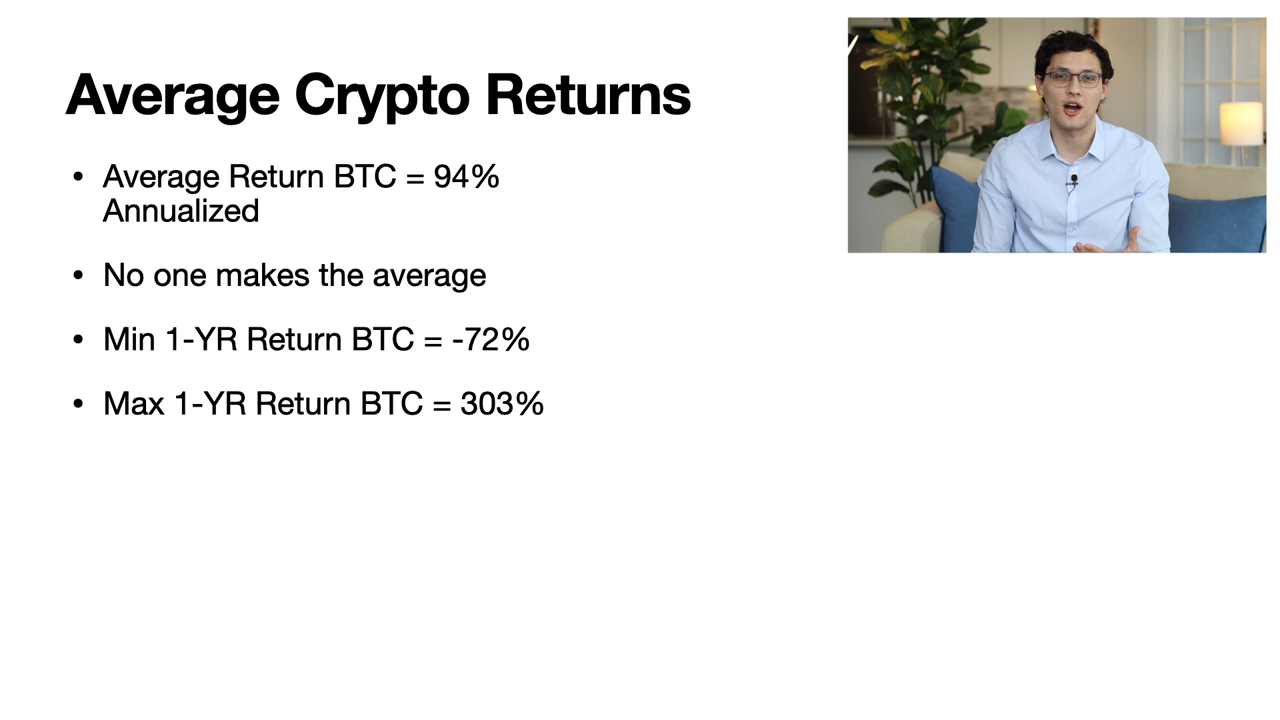 Average Crypto Returns
• Average Return BTC = 94%
Annualized
• No one makes the average
• Min 1-YR Return BTC = -72%
• Max 1-YR Return BTC = 303%